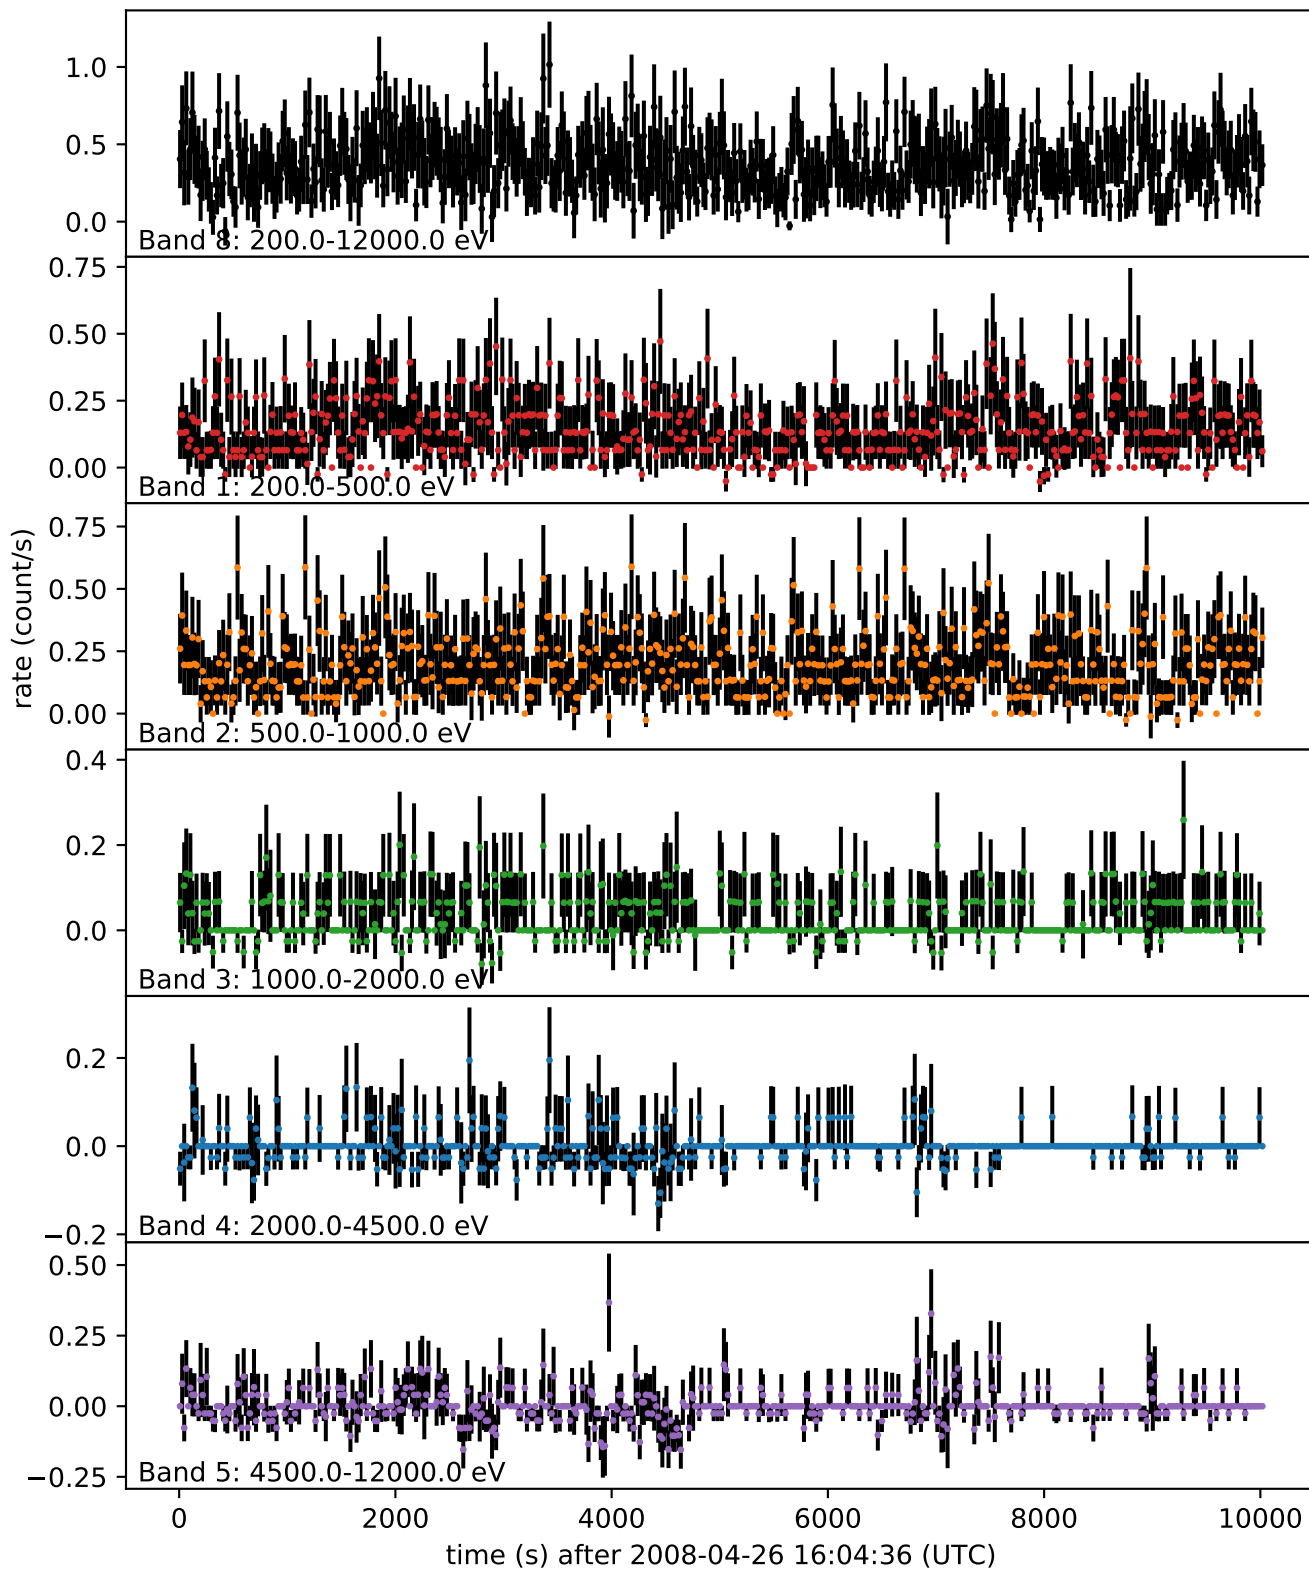 1.0
0.5
0.0
Band 8: 200.0-12000.0 eV
0.75
0.50
0.25
0.00
Band 1: 200.0-500.0 eV
rate (count/s)
0.75
0.50
0.25
0.00
Band 2: 500.0-1000.0 eV
0.4
0.2
0.0
Band 3: 1000.0-2000.0 eV
0.2
0.0
−0.2
Band 4: 2000.0-4500.0 eV
0.50
0.25
0.00
−0.25
Band 5: 4500.0-12000.0 eV
0 2000 4000 6000 8000 10000
time (s) after 2008-04-26 16:04:36 (UTC)